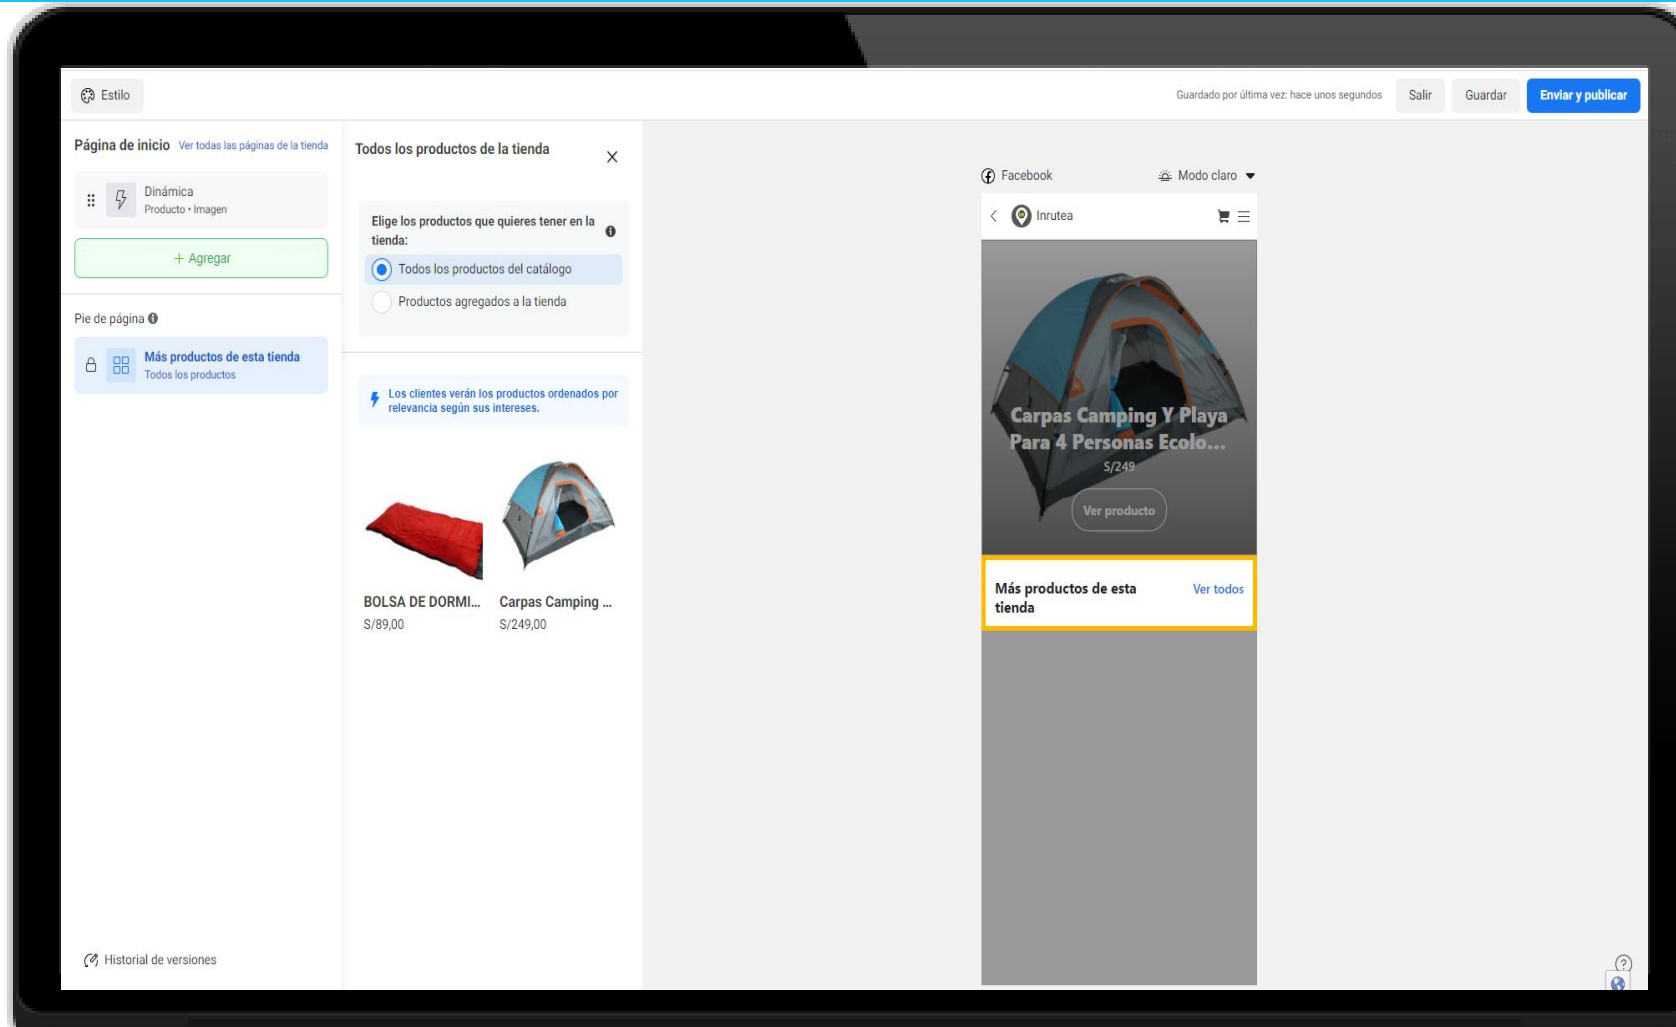 Estilo
Guardado por última vez: hace unos segundos
Salir
Guardar
Enviar y publicar
Página de inicio
Ver todas las páginas de la tienda
Dinámica
Producto • Imagen
+ Agregar
Pie de página
Más productos de esta tienda
Todos los productos
Historial de versiones
Todos los productos de la tienda
Elige los productos que quieres tener en la
tienda:
Todos los productos del catálogo
Productos agregados a la tienda
Los clientes verán los productos ordenados por
relevancia según sus intereses.
BOLSA DE DORMI...
S/89,00
Carpas Camping ...
S/249,00
Facebook
Modo claro
Inrutea
Carpas Camping Y Playa
Para 4 Personas Ecolo...
S/249
Ver producto
Más productos de esta
tienda
Ver todos